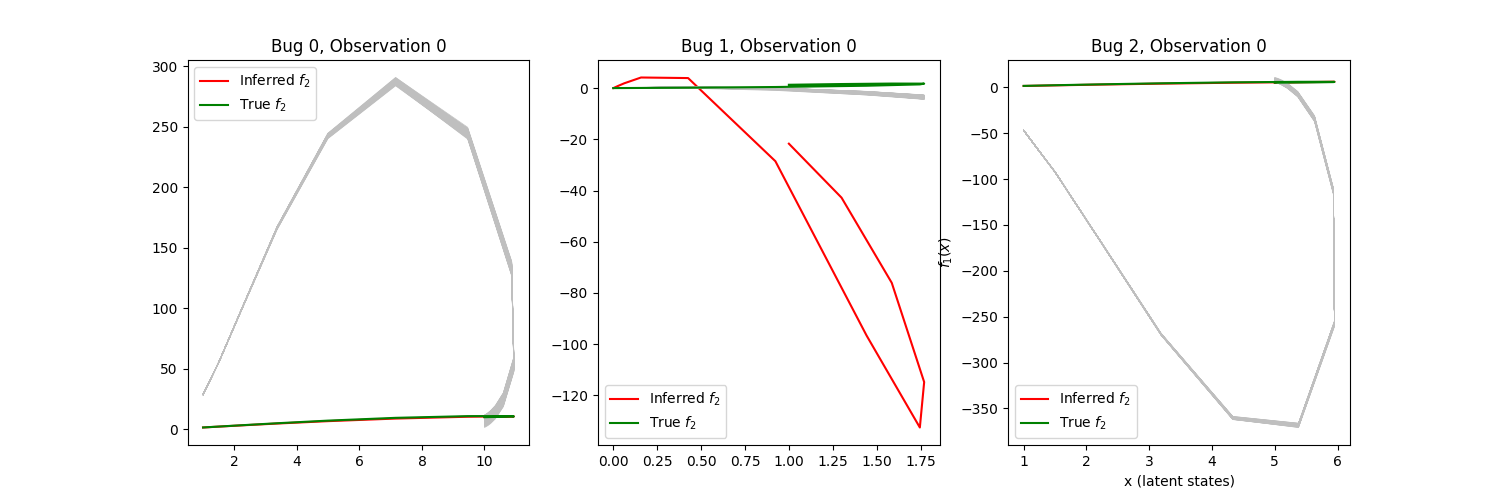 Bug 0, Observation 0
300
250
200
150
100
50
0
2 4 6 8 10
Inferred f₂
True f₂
Bug 1, Observation 0
0
−20
−40
−60
−80
−100
−120
0.00 0.25 0.50 0.75 1.00 1.25 1.50 1.75
Inferred f₂
True f₂
Bug 2, Observation 0
f₁(x)
0
−50
−100
−150
−200
−250
−300
−350
1 2 3 4 5 6
x (latent states)
Inferred f₂
True f₂